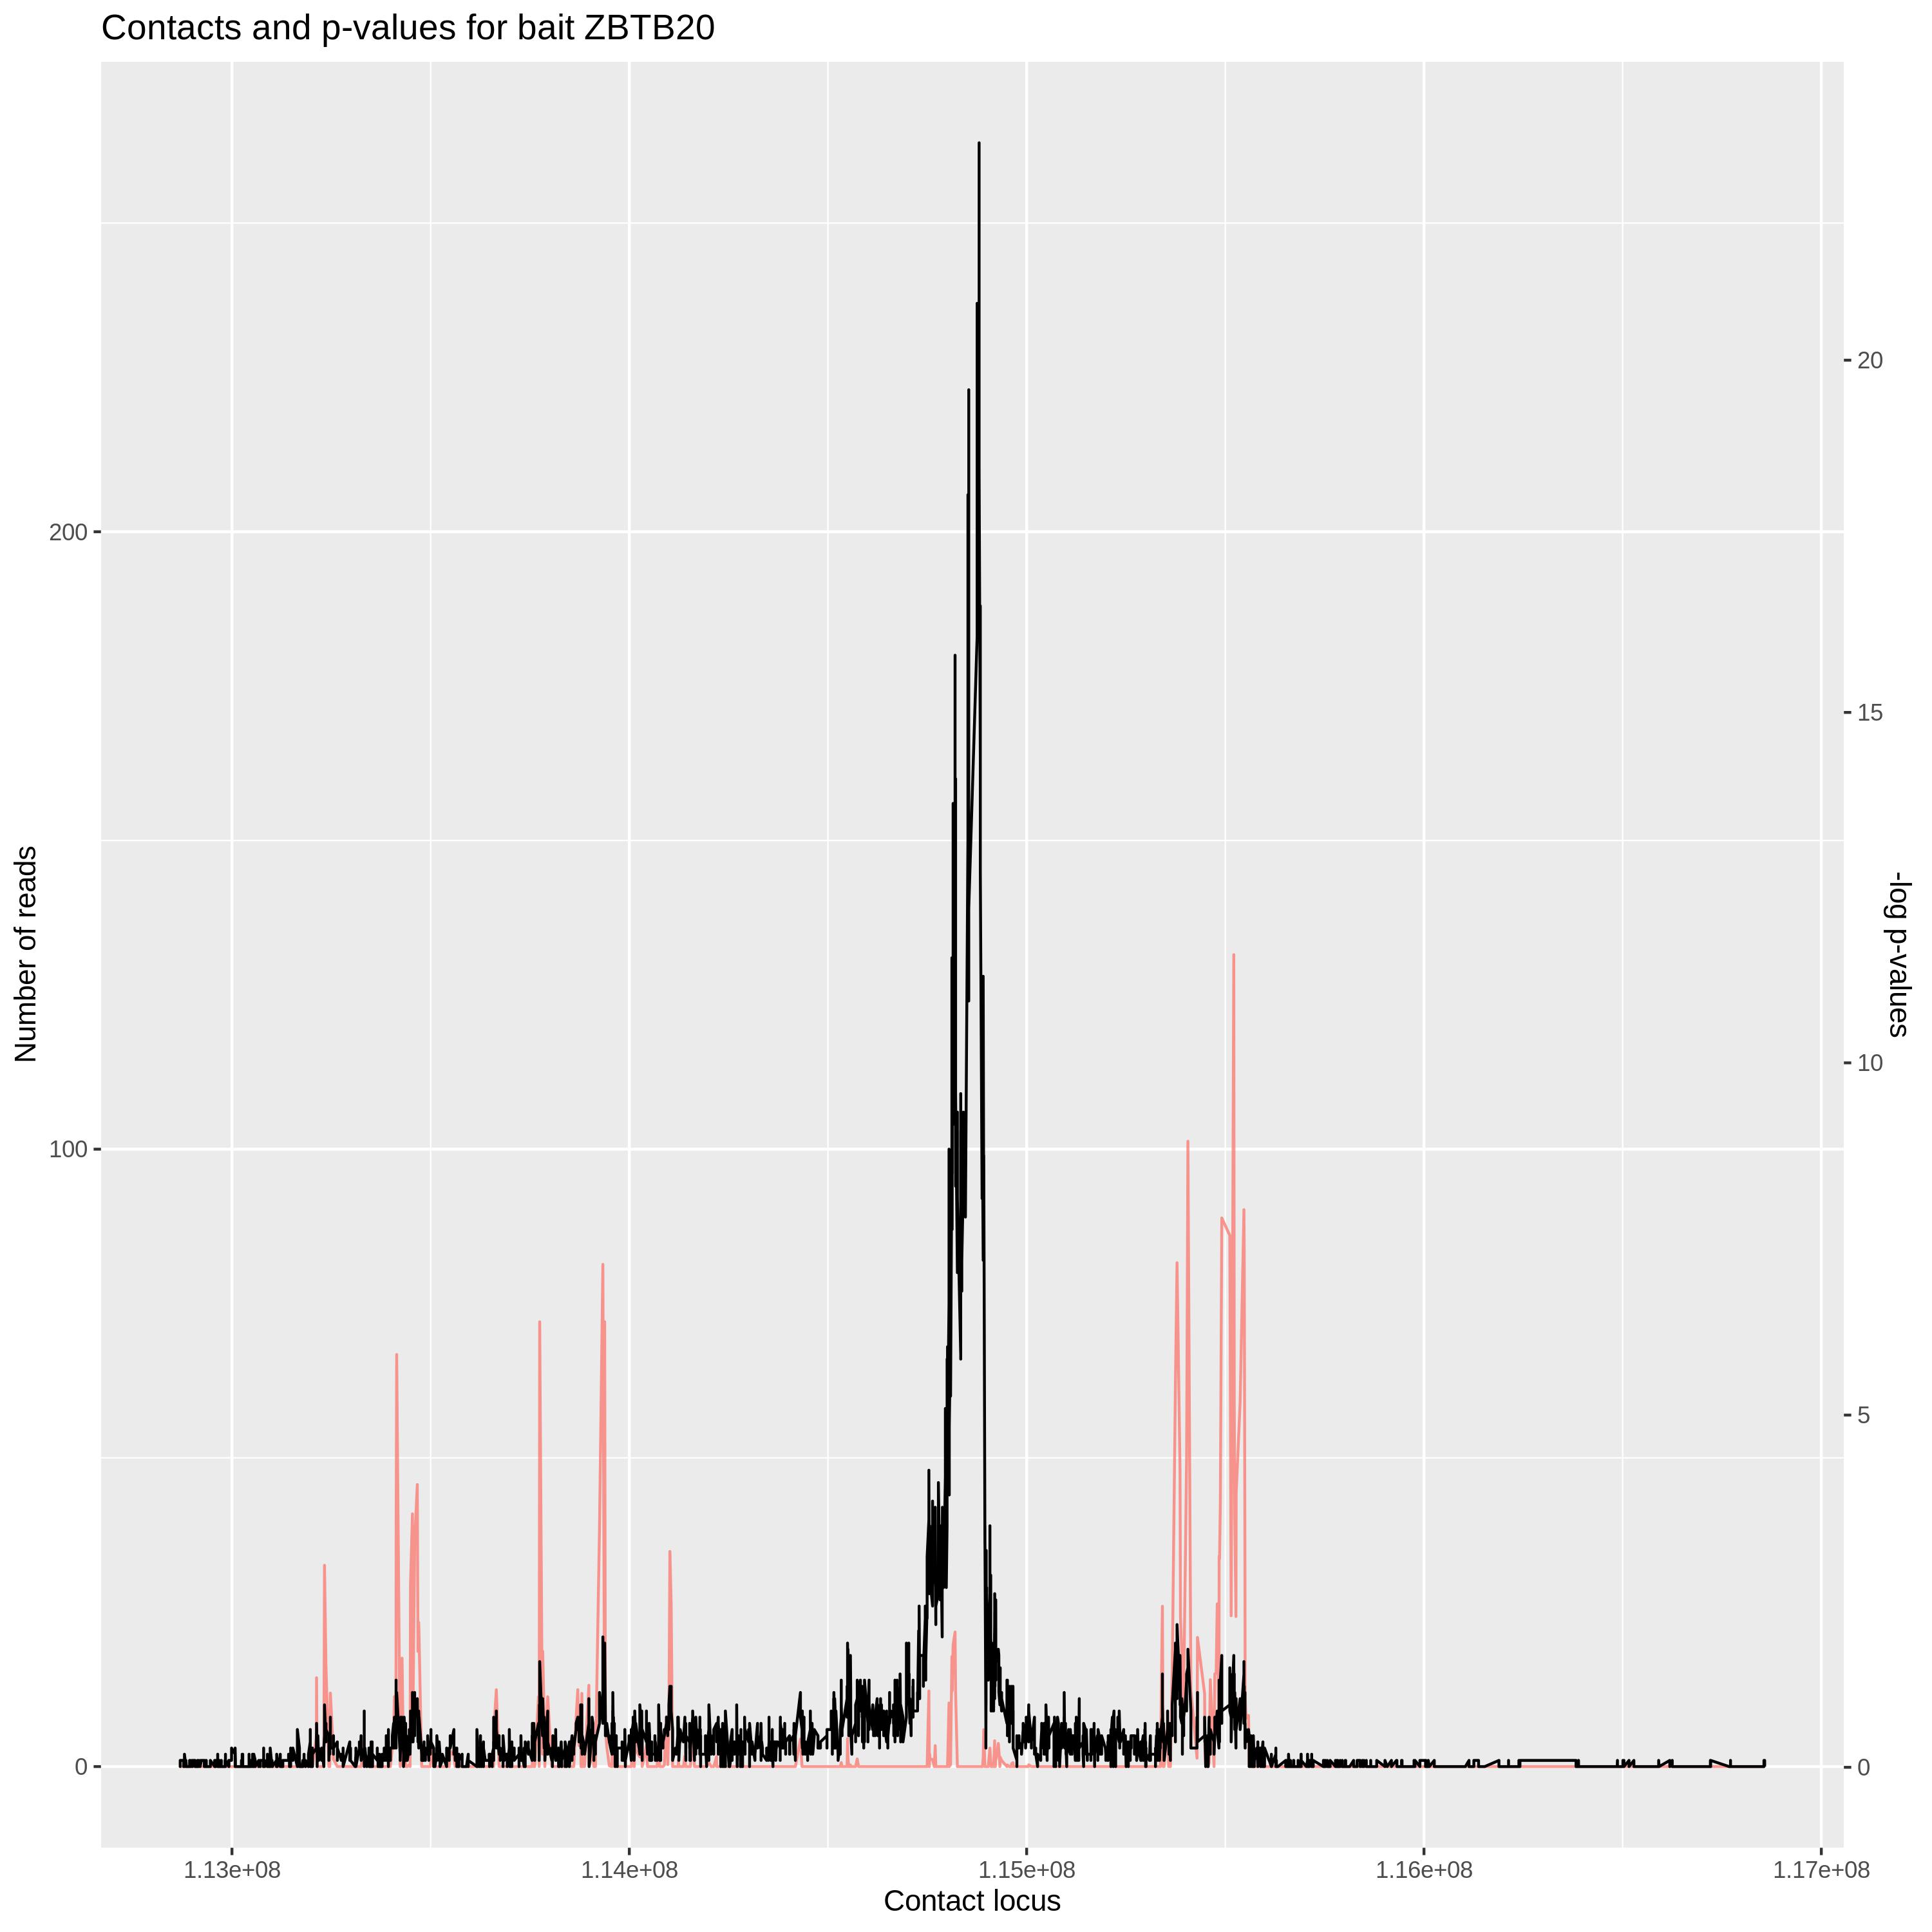 Contacts and p-values for bait ZBTB20
Number of reads
200
100
0
20
15
10
5
0
-log p-values
1.13e+08
1.14e+08
1.15e+08
1.16e+08
1.17e+08
Contact locus